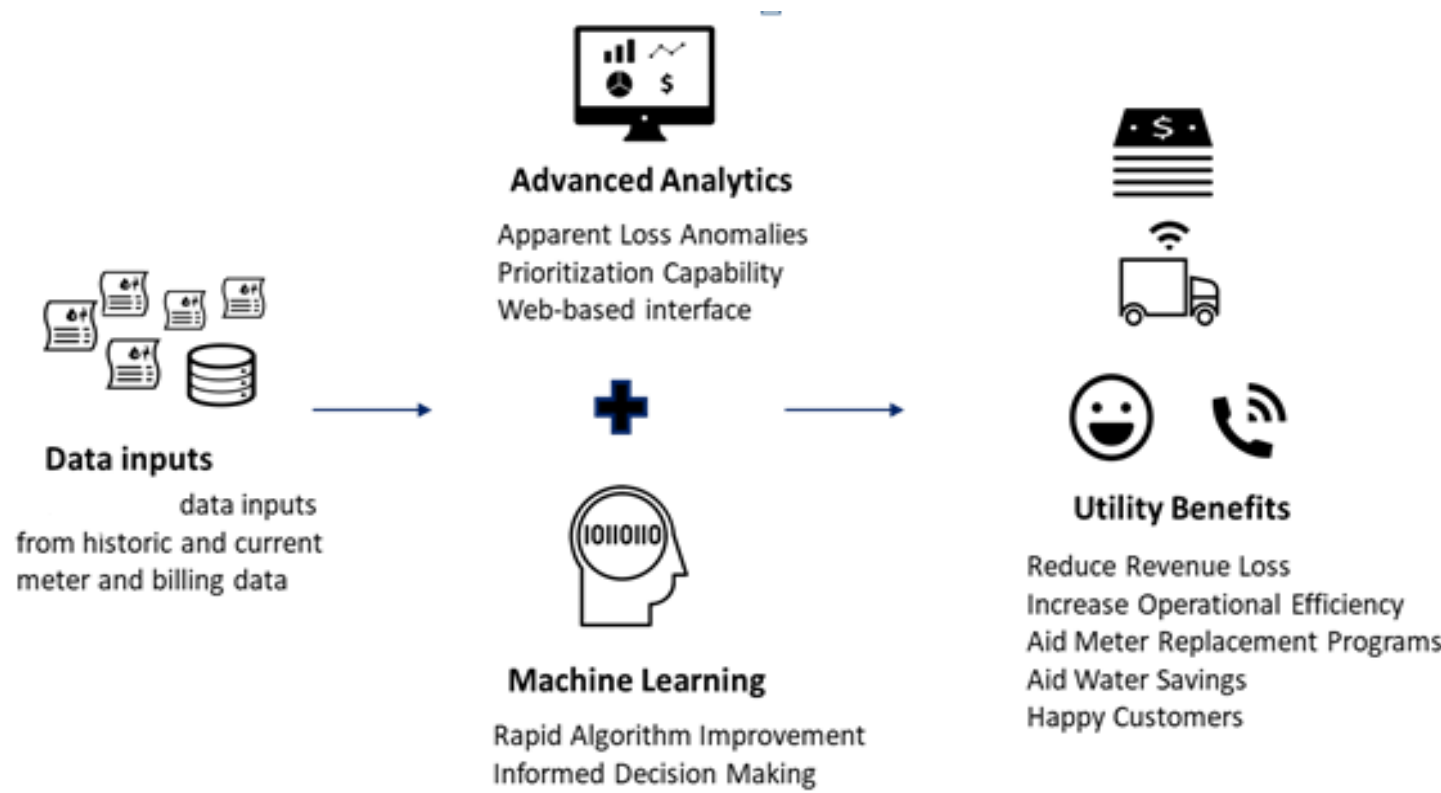 Data inputs
data inputs
from historic and current
meter and billing data
$
Advanced Analytics
Apparent Loss Anomalies
Prioritization Capability
Web-based interface
10110110
Machine Learning
Rapid Algorithm Improvement
Informed Decision Making
$
Utility Benefits
Reduce Revenue Loss
Increase Operational Efficiency
Aid Meter Replacement Programs
Aid Water Savings
Happy Customers